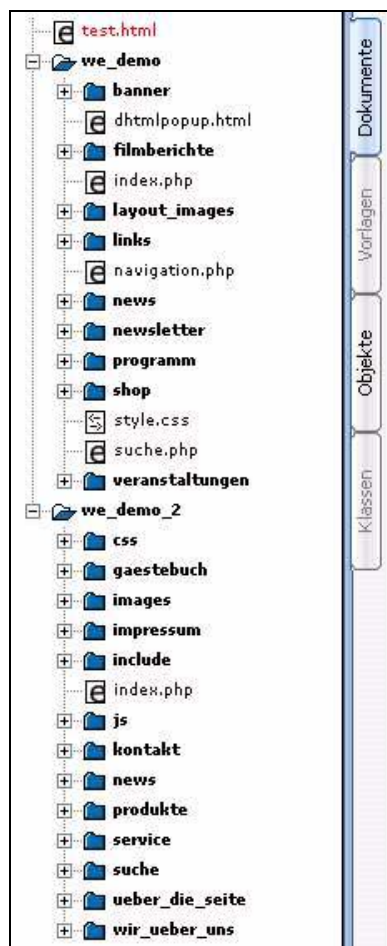 test.html
we_demo
banner
dhtmlpopup.html
filmberichte
index.php
layout_images
links
navigation.php
news
newsletter
programm
shop
style.css
suche.php
veranstaltungen
we_demo_2
css
gaestebuch
images
impressum
include
index.php
js
kontakt
news
produkte
service
suche
ueber_die_seite
wir_ueber_uns
Dokumente
Vorlagen
Objekte
Klassen